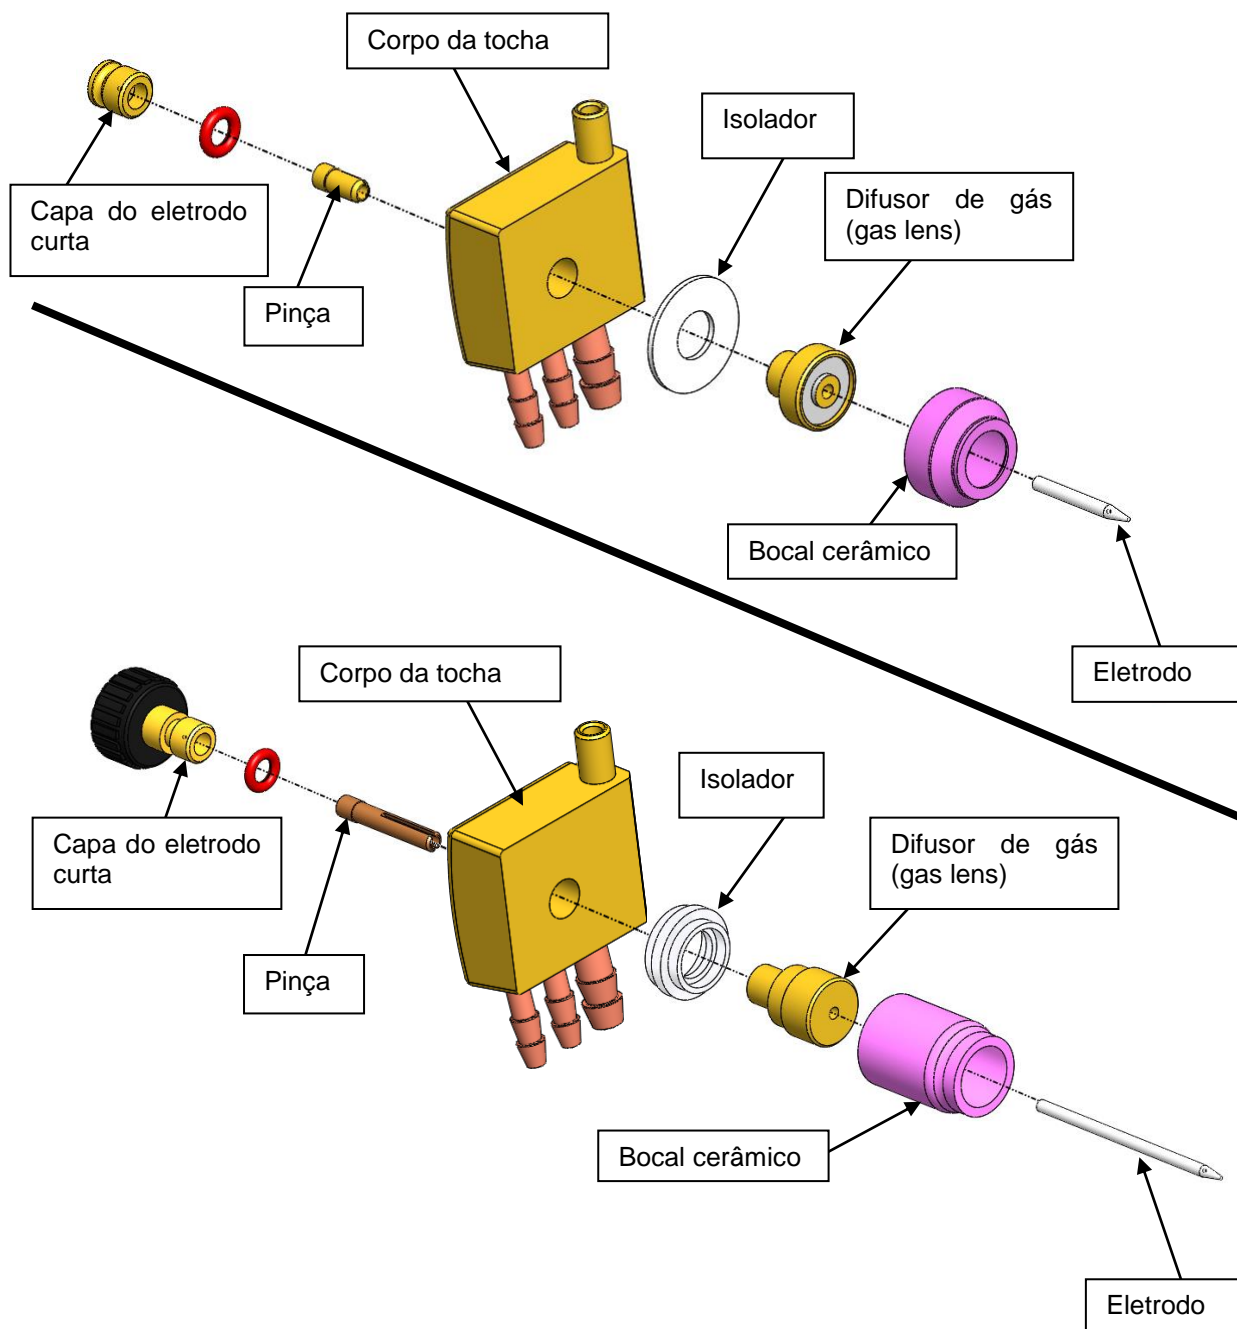 Corpo da tocha
Isolador
Difusor de gás
(gas lens)
Capa do eletrodo
curta
Pinça
Bocal cerâmico
Eletrodo
Corpo da tocha
Isolador
Capa do eletrodo
curta
Difusor de gás
(gas lens)
Pinça
Bocal cerâmico
Eletrodo